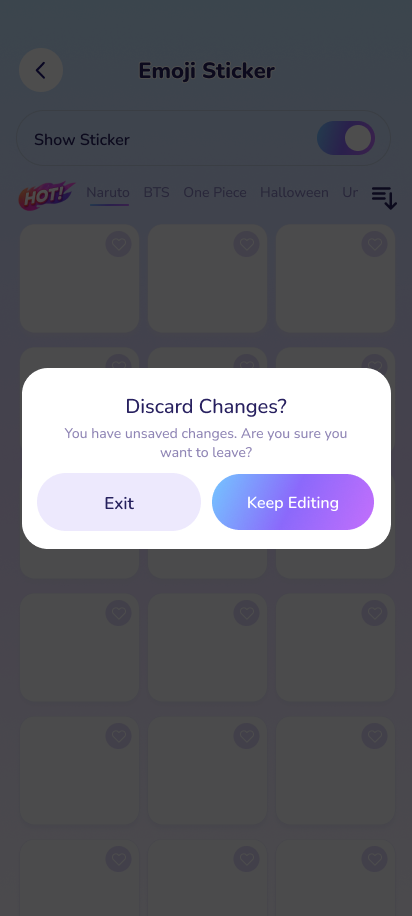 Emoji Sticker
Show Sticker
HOT! Naruto BTS One Piece Halloween Ur
Discard Changes?
You have unsaved changes. Are you sure you
want to leave?
Exit Keep Editing